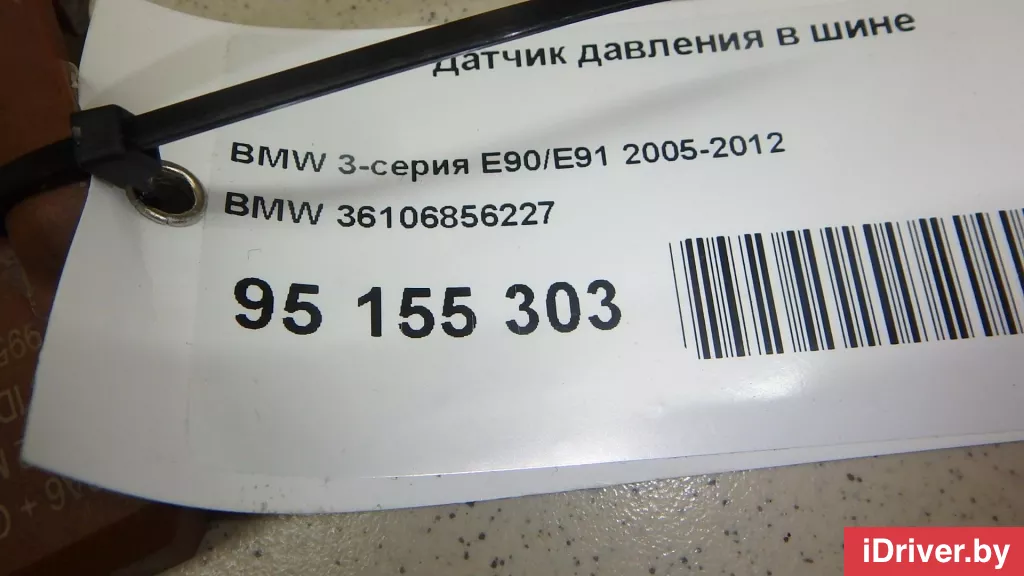 Датчик давления в шине
BMW 3-серия E90/E91 2005-2012
BMW 36106856227
95 155 303
iDriver.by